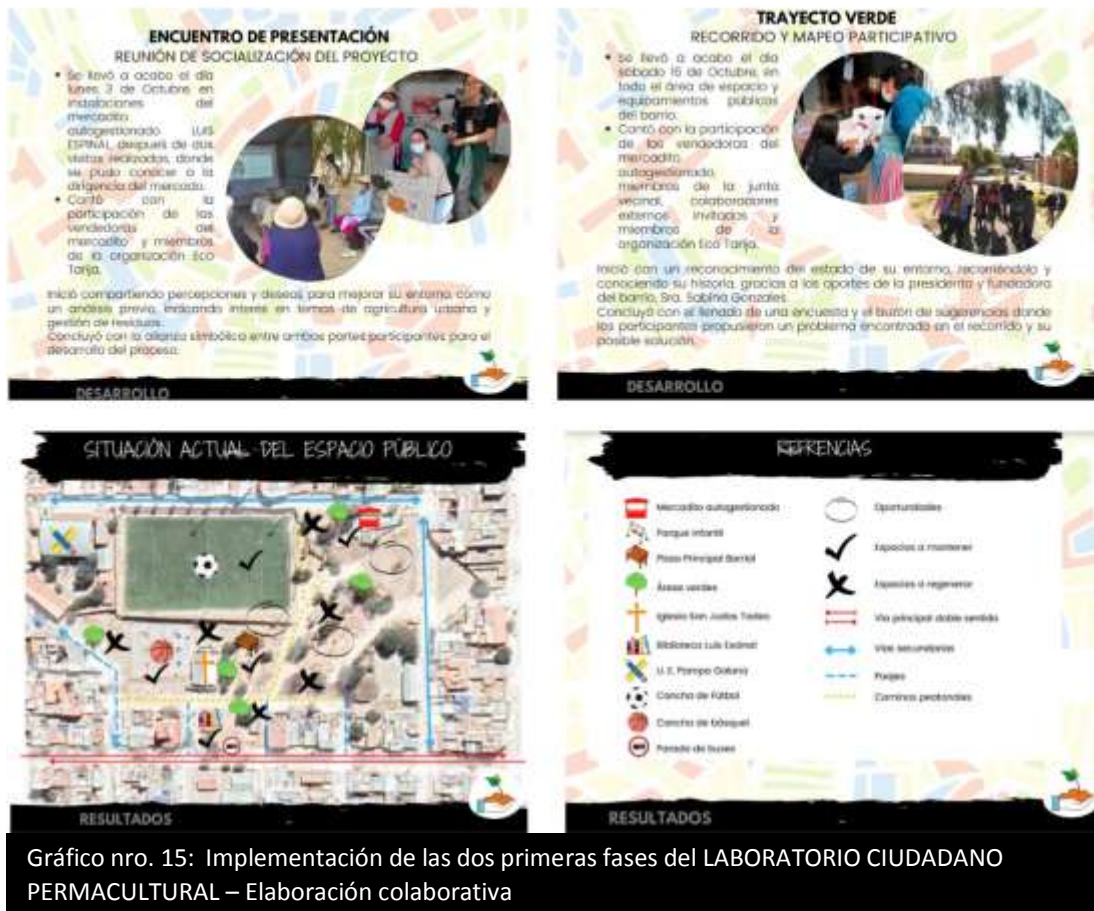 ENCUENTRO DE PRESENTACIÓN
REUNIÓN DE SOCIALIZACIÓN DEL PROYECTO
• Se llevó a acabo el día
lunes, 3 de Octubre, en
instalaciones del
mercadito
autogestionado LUIS
ESPINAL, después de dos
visitas realizadas, donde
se pudo conocer a la
dirigencia del mercado.
• Contó con la
participación de las
vendedoras del
mercadito y miembros
de la organización Eco
Tarija.
Inició compartiendo percepciones y deseos para mejorar su entorno, como
un análisis previo, indicando interés en temas de agricultura urbana y
gestión de residuos.
Concluyó con la alianza simbólica entre ambas partes participantes para el
desarrollo del proceso.
DESARROLLO
TRAYECTO VERDE
RECORRIDO Y MAPEO PARTICIPATIVO
• Se llevó a acabo el día
sábado 16 de Octubre, en
toda el área de espacio y
equipamientos públicos
del barrio.
• Contó con la participación
de las vendedoras del
mercadito
autogestionado,
miembros de la junta
vecinal, colaboradores
externos invitados y
miembros de la
organización Eco Tarija.
Inició con un reconocimiento del estado de su entorno, recorriéndolo y
conociendo su historia, gracias a los aportes de la presidenta y fundadora
del barrio, Sra. Sabina Gonzales.
Concluyó con el llenado de una encuesta y el buzón de sugerencias donde
los participantes propusieron un problema encontrado en el recorrido y su
posible solución.
DESARROLLO
SITUACIÓN ACTUAL DEL ESPACIO PÚBLICO
RESULTADOS
REFRENCIAS
Mercadito autogestionado
Parque infantil
Plaza Principal Barrial
Áreas verdes
Iglesia San Judas Tadeo
Biblioteca Luis Espinal
U. E. Pampa Galana
Cancha de Fútbol
Cancha de básquet
Parada de buses
Oportunidades
Espacios a mantener
Espacios a regenerar
Vía principal doble sentido
Vías secundarias
Pasajes
Caminos peatonales
RESULTADOS
Gráfico nro. 15: Implementación de las dos primeras fases del LABORATORIO CIUDADANO
PERMACULTURAL – Elaboración colaborativa